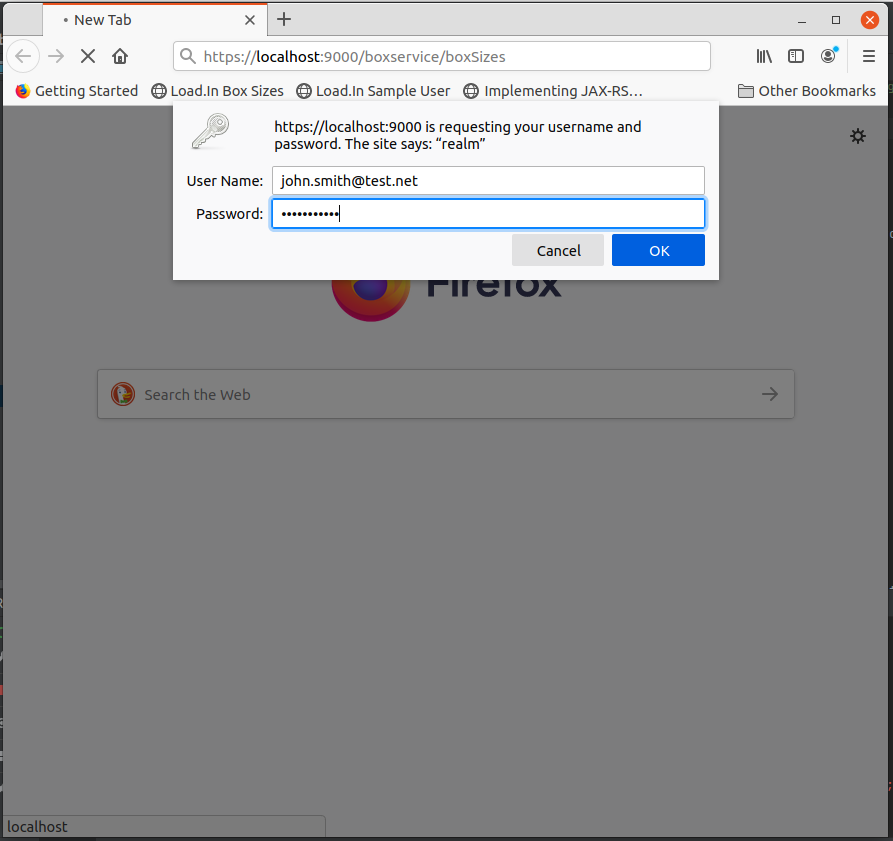 New Tab
https://localhost:9000/boxservice/boxSizes
Getting Started Load.In Box Sizes Load.In Sample User Implementing JAX-RS… Other Bookmarks
https://localhost:9000 is requesting your username and
password. The site says: “realm”
User Name: john.smith@test.net
Password: •••••••••••
Cancel OK
Firefox
Search the Web
localhost